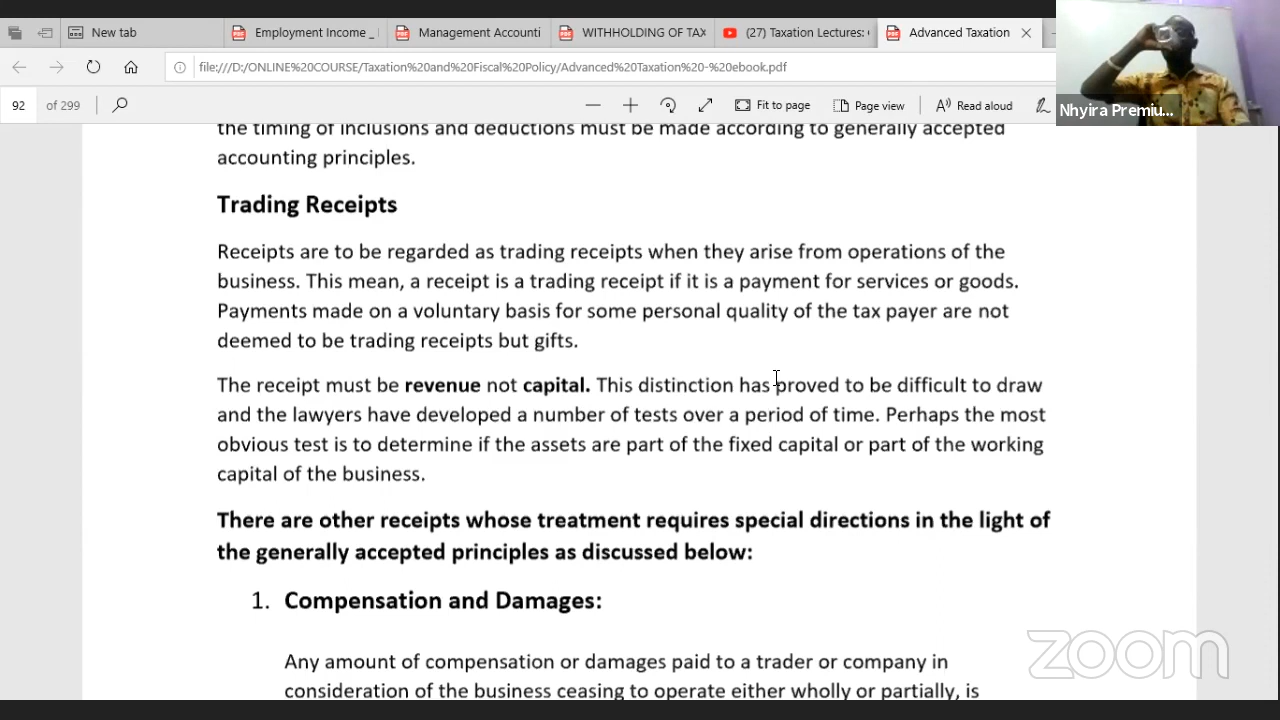 New tab
Employment Income _
Management Accounti
WITHHOLDING OF TAX
(27) Taxation Lectures:
Advanced Taxation
file:///D:/ONLINE%20COURSE/Taxation%20and%20Fiscal%20Policy/Advanced%20Taxation%20-%20ebook.pdf
92 of 299
Fit to page
Page view
Read aloud
Nhyira Premiu...
the timing of inclusions and deductions must be made according to generally accepted
accounting principles.
Trading Receipts
Receipts are to be regarded as trading receipts when they arise from operations of the
business. This mean, a receipt is a trading receipt if it is a payment for services or goods.
Payments made on a voluntary basis for some personal quality of the tax payer are not
deemed to be trading receipts but gifts.
The receipt must be revenue not capital. This distinction has proved to be difficult to draw
and the lawyers have developed a number of tests over a period of time. Perhaps the most
obvious test is to determine if the assets are part of the fixed capital or part of the working
capital of the business.
There are other receipts whose treatment requires special directions in the light of
the generally accepted principles as discussed below:
1. Compensation and Damages:
Any amount of compensation or damages paid to a trader or company in
consideration of the business ceasing to operate either wholly or partially, is
zoom